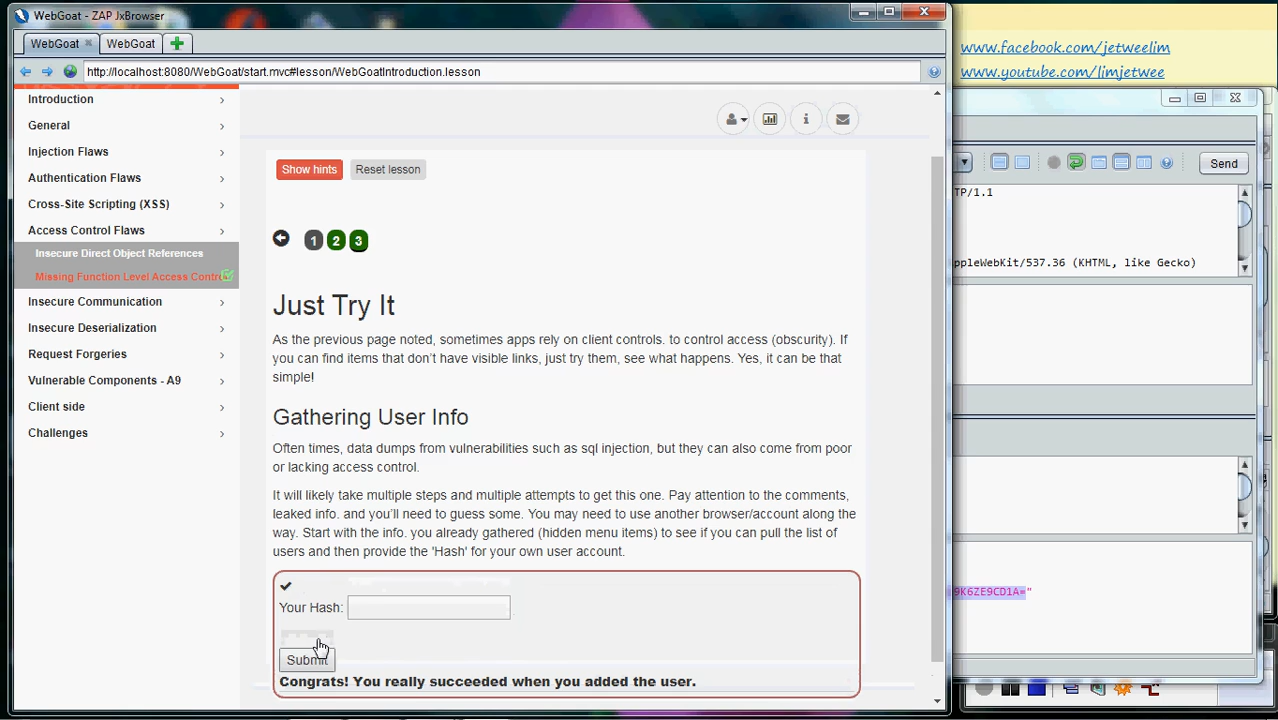 WebGoat - ZAP JxBrowser
WebGoat
WebGoat
http://localhost:8080/WebGoat/start.mvc#lesson/WebGoatIntroduction.lesson
www.facebook.com/jetweelim
www.youtube.com/limjetwee
Introduction
General
Injection Flaws
Authentication Flaws
Cross-Site Scripting (XSS)
Access Control Flaws
Insecure Direct Object References
Missing Function Level Access Contr
Insecure Communication
Insecure Deserialization
Request Forgeries
Vulnerable Components - A9
Client side
Challenges
Show hints
Reset lesson
1
2
3
Just Try It
As the previous page noted, sometimes apps rely on client controls. to control access (obscurity). If
you can find items that don't have visible links, just try them, see what happens. Yes, it can be that
simple!
Gathering User Info
Often times, data dumps from vulnerabilities such as sql injection, but they can also come from poor
or lacking access control.
It will likely take multiple steps and multiple attempts to get this one. Pay attention to the comments,
leaked info. and you'll need to guess some. You may need to use another browser/account along the
way. Start with the info. you already gathered (hidden menu items) to see if you can pull the list of
users and then provide the 'Hash' for your own user account.
Your Hash:
Submit
Congrats! You really succeeded when you added the user.
Send
TP/1.1
ppleWebKit/537.36 (KHTML, like Gecko)
9K6ZE9CD1A="